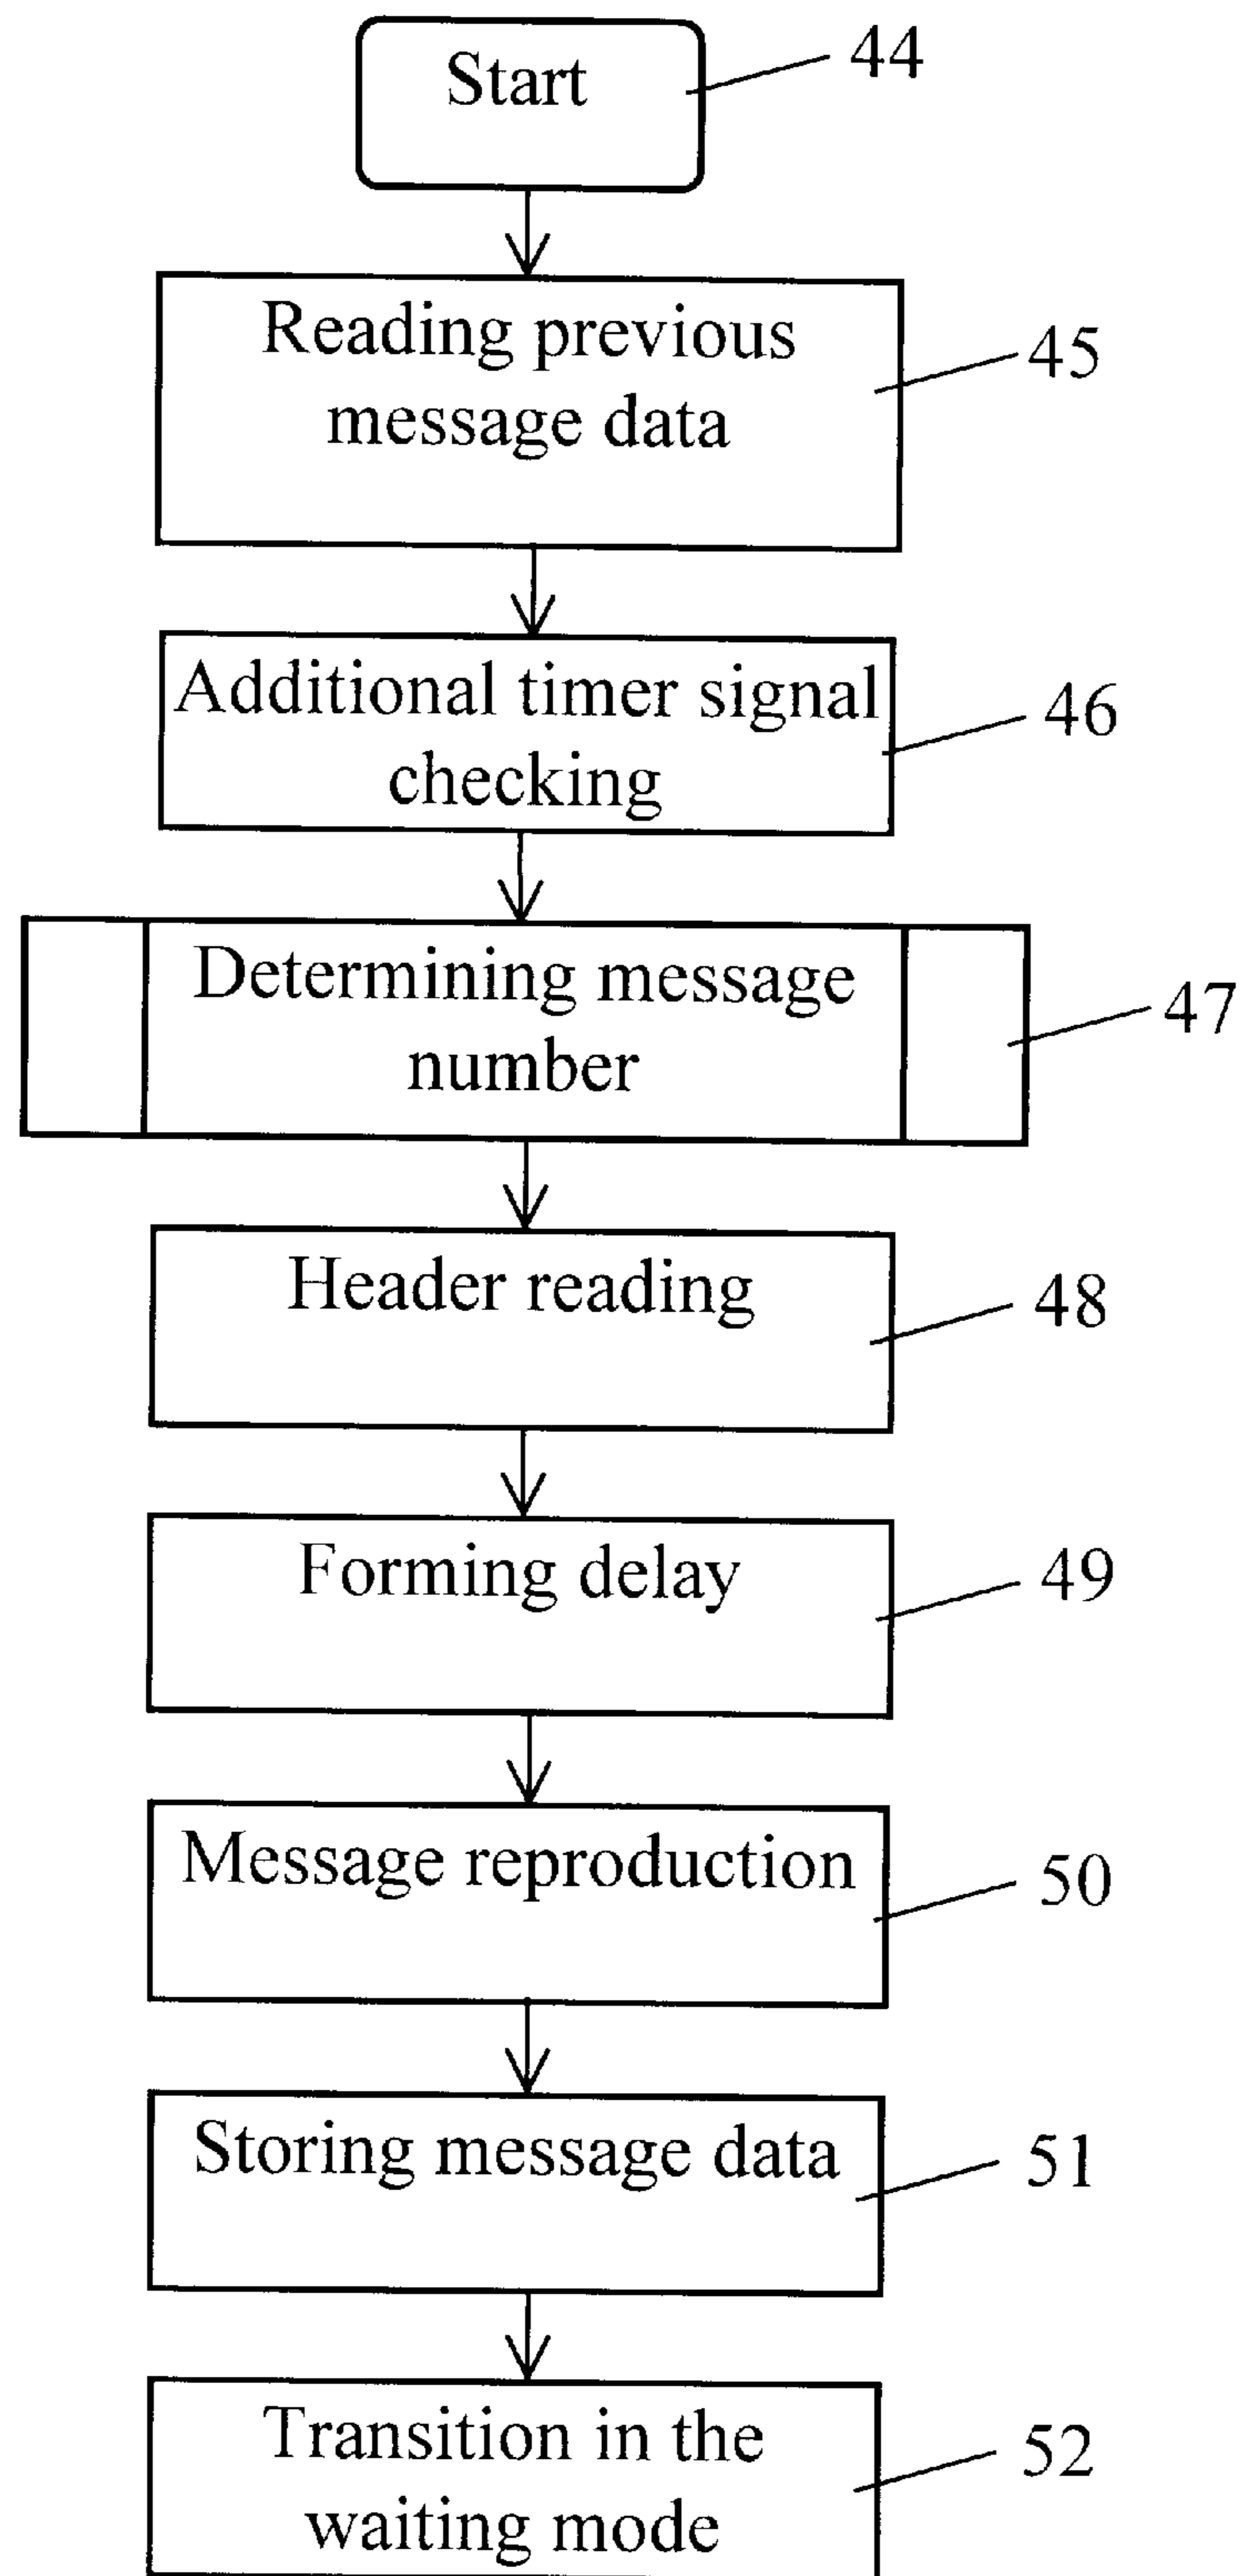 Start
44
Reading previous
message data
45
Additional timer signal
checking
46
Determining message
number
47
Header reading
48
Forming delay
49
Message reproduction
50
Storing message data
51
Transition in the
waiting mode
52